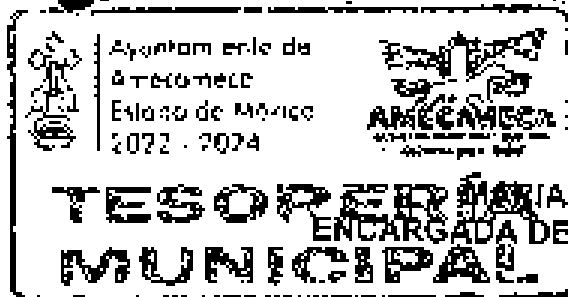 Ayuntamiento de
Amecameca
Estado de México
2022 - 2024
AMECAMECA
TESORERÍA
MARIA
ENCARGADA DE
MUNICIPAL